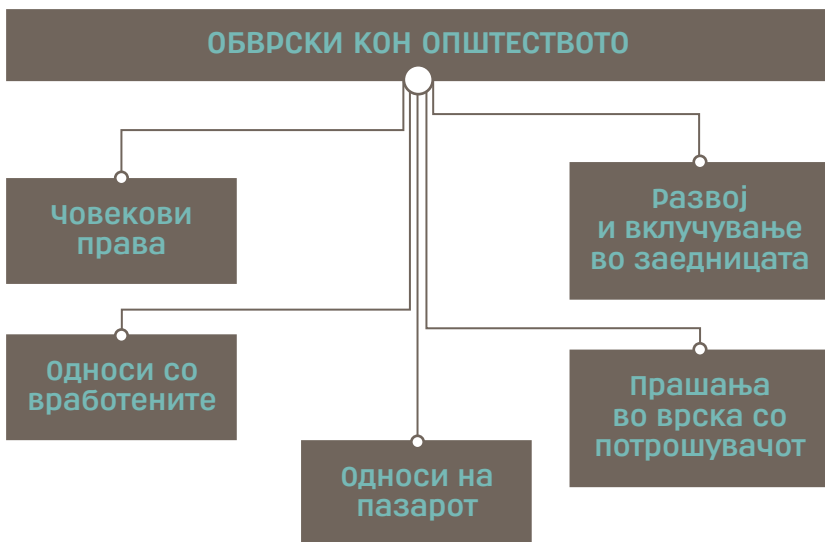 ОБВРСКИ КОН ОПШТЕСТВОТО
Човекови
права
Развој
и вклучување
во заедницата
Односи со
вработените
Прашања
во врска со
потрошувачот
Односи на
пазарот